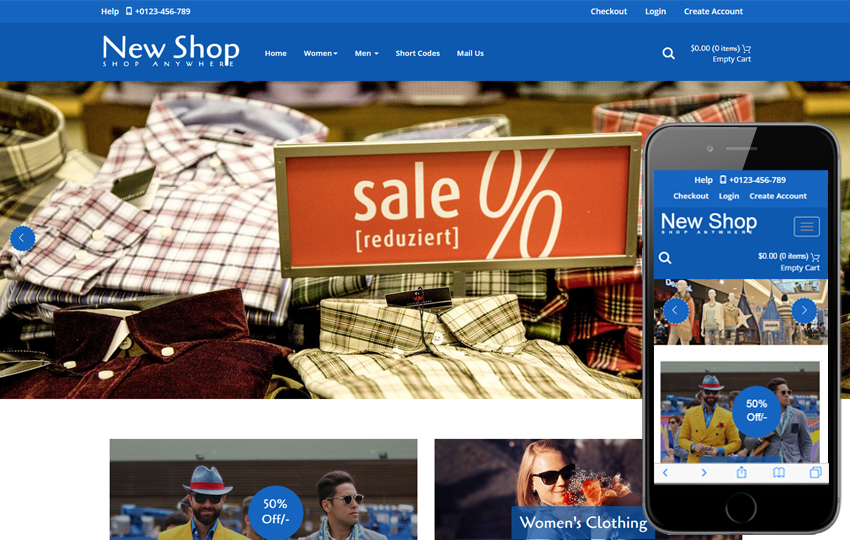 Help +0123-456-789
Checkout Login Create Account
New Shop
SHOP ANYWHERE
Home Women Men Short Codes Mail Us
$0.00 (0 items)
Empty Cart
sale %
[reduziert]
50%
Off/-
Women's Clothing
Help +0123-456-789
Checkout Login Create Account
New Shop
SHOP ANYWHERE
$0.00 (0 items)
Empty Cart
50%
Off/-